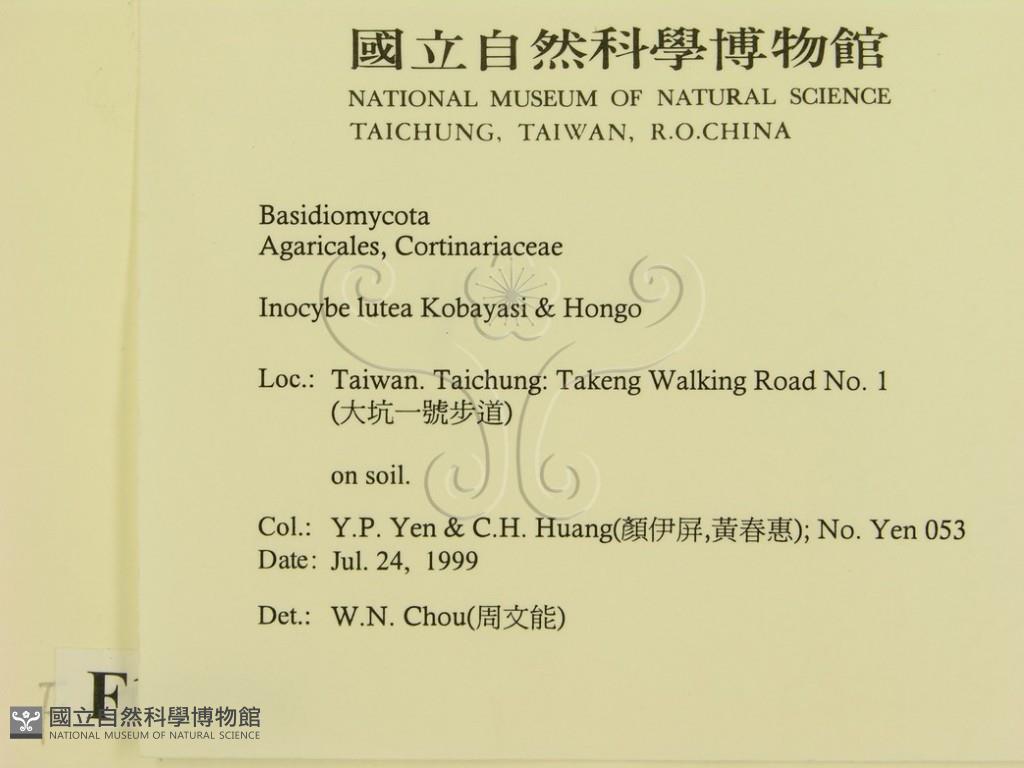 國立自然科學博物館
NATIONAL MUSEUM OF NATURAL SCIENCE
TAICHUNG, TAIWAN, R.O.CHINA
Basidiomycota
Agaricales, Cortinariaceae
Inocybe lutea Kobayasi & Hongo
Loc.: Taiwan. Taichung: Takeng Walking Road No. 1
(大坑一號步道)
on soil.
Col.: Y.P. Yen & C.H. Huang(顏伊屏,黃春惠); No. Yen 053
Date: Jul. 24, 1999
Det.: W.N. Chou(周文能)
F
國立自然科學博物館
NATIONAL MUSEUM OF NATURAL SCIENCE